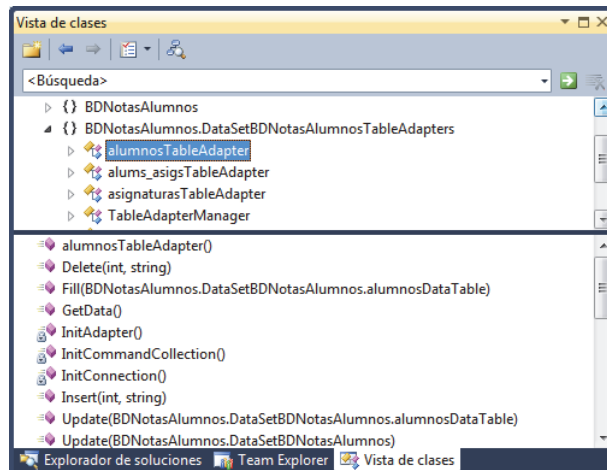 Vista de clases
<Búsqueda>
{} BDNotasAlumnos
{} BDNotasAlumnos.DataSetBDNotasAlumnosTableAdapters
alumnosTableAdapter
alums_asigsTableAdapter
asignaturasTableAdapter
TableAdapterManager
alumnosTableAdapter()
Delete(int, string)
Fill(BDNotasAlumnos.DataSetBDNotasAlumnos.alumnosDataTable)
GetData()
InitAdapter()
InitCommandCollection()
InitConnection()
Insert(int, string)
Update(BDNotasAlumnos.DataSetBDNotasAlumnos.alumnosDataTable)
Update(BDNotasAlumnos.DataSetBDNotasAlumnos)
Explorador de soluciones Team Explorer Vista de clases